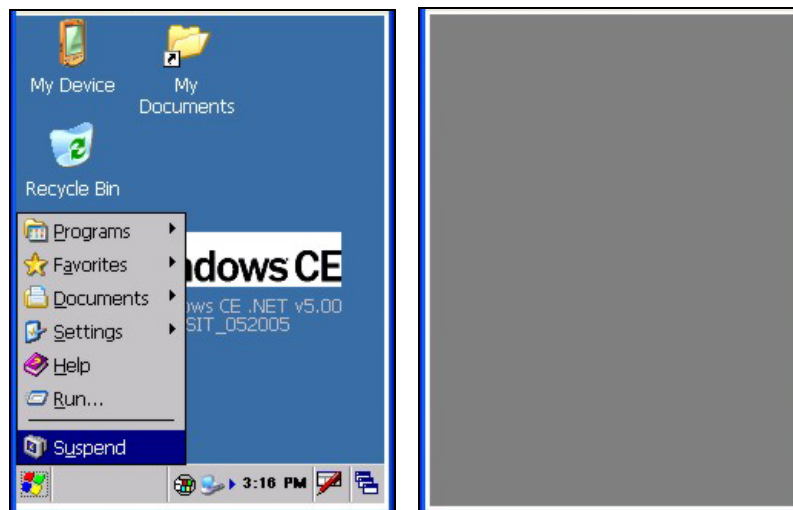 My Device
My
Documents
Recycle Bin
Programs
Favorites
Documents
Settings
Help
Run...
Suspend
ndows CE
ows CE .NET v5.00
SIT_052005
3:16 PM